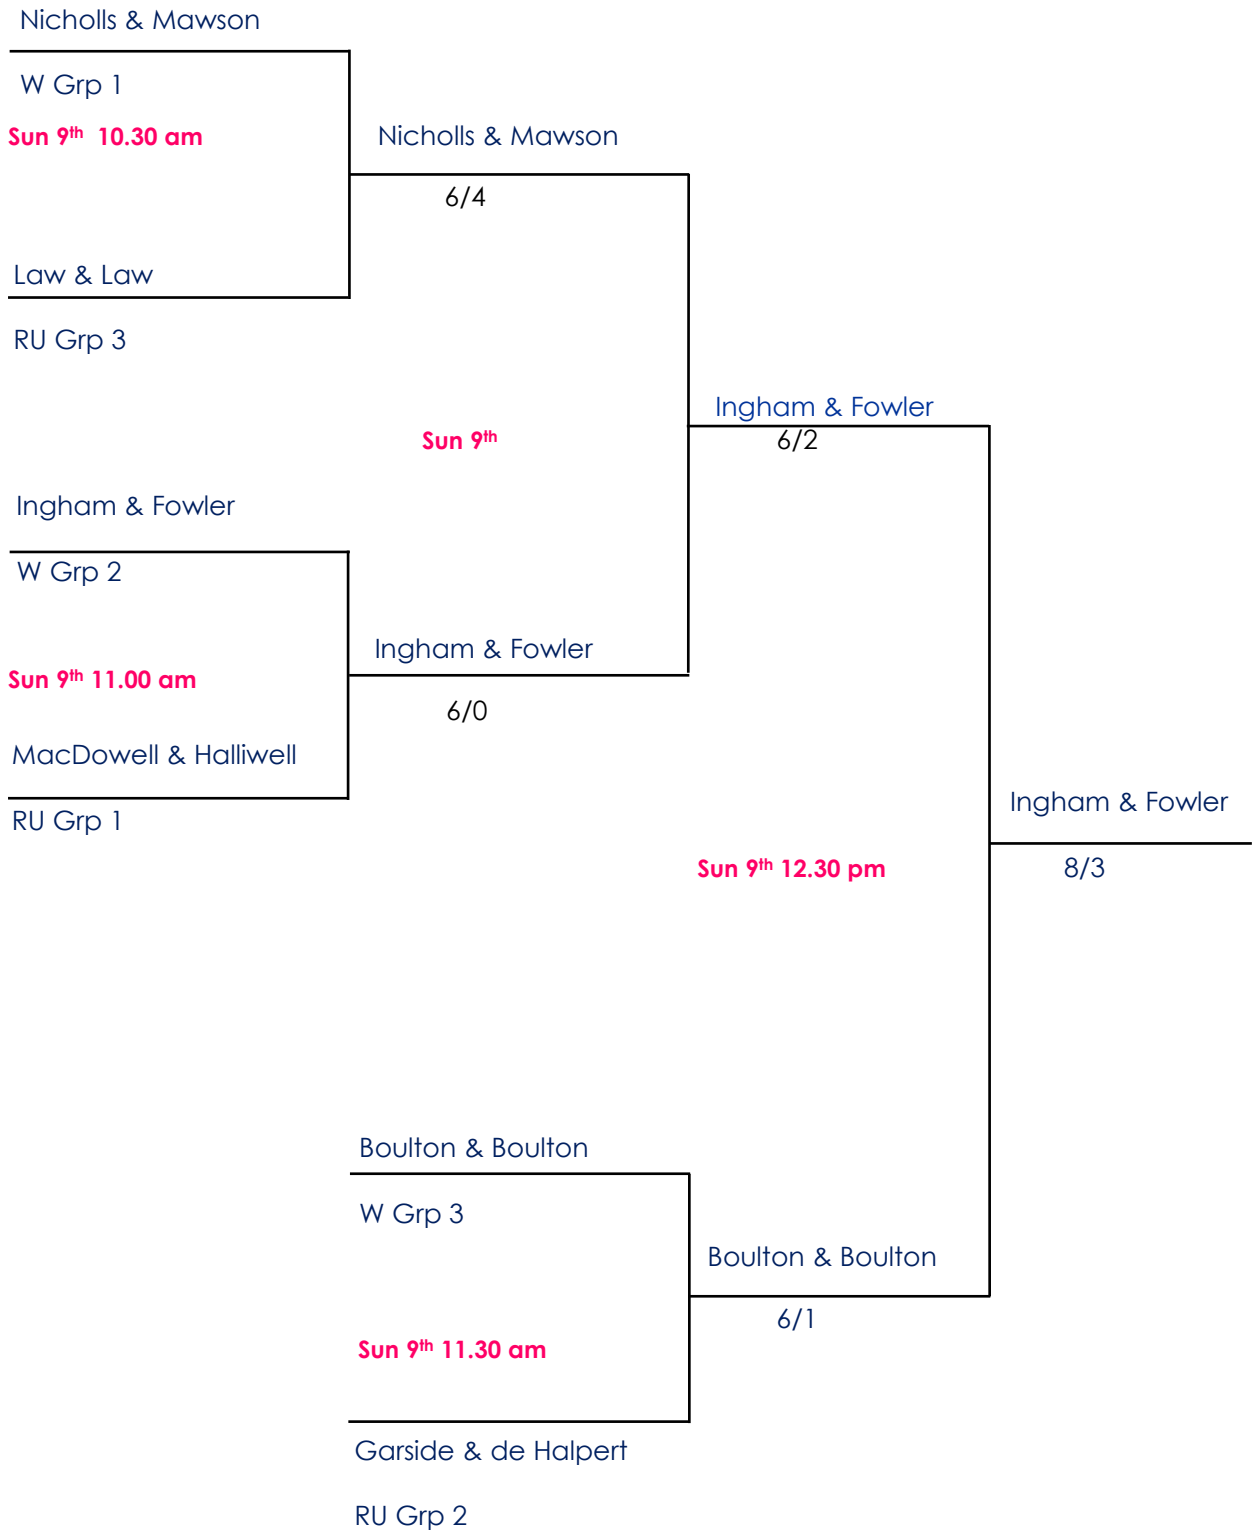 Nicholls & Mawson
W Grp 1
Sun 9th 10.30 am
Nicholls & Mawson
6/4
Law & Law
RU Grp 3
Ingham & Fowler
Sun 9th
6/2
Ingham & Fowler
W Grp 2
Ingham & Fowler
Sun 9th 11.00 am
6/0
MacDowell & Halliwell
RU Grp 1
Ingham & Fowler
Sun 9th 12.30 pm
8/3
Boulton & Boulton
W Grp 3
Boulton & Boulton
6/1
Sun 9th 11.30 am
Garside & de Halpert
RU Grp 2